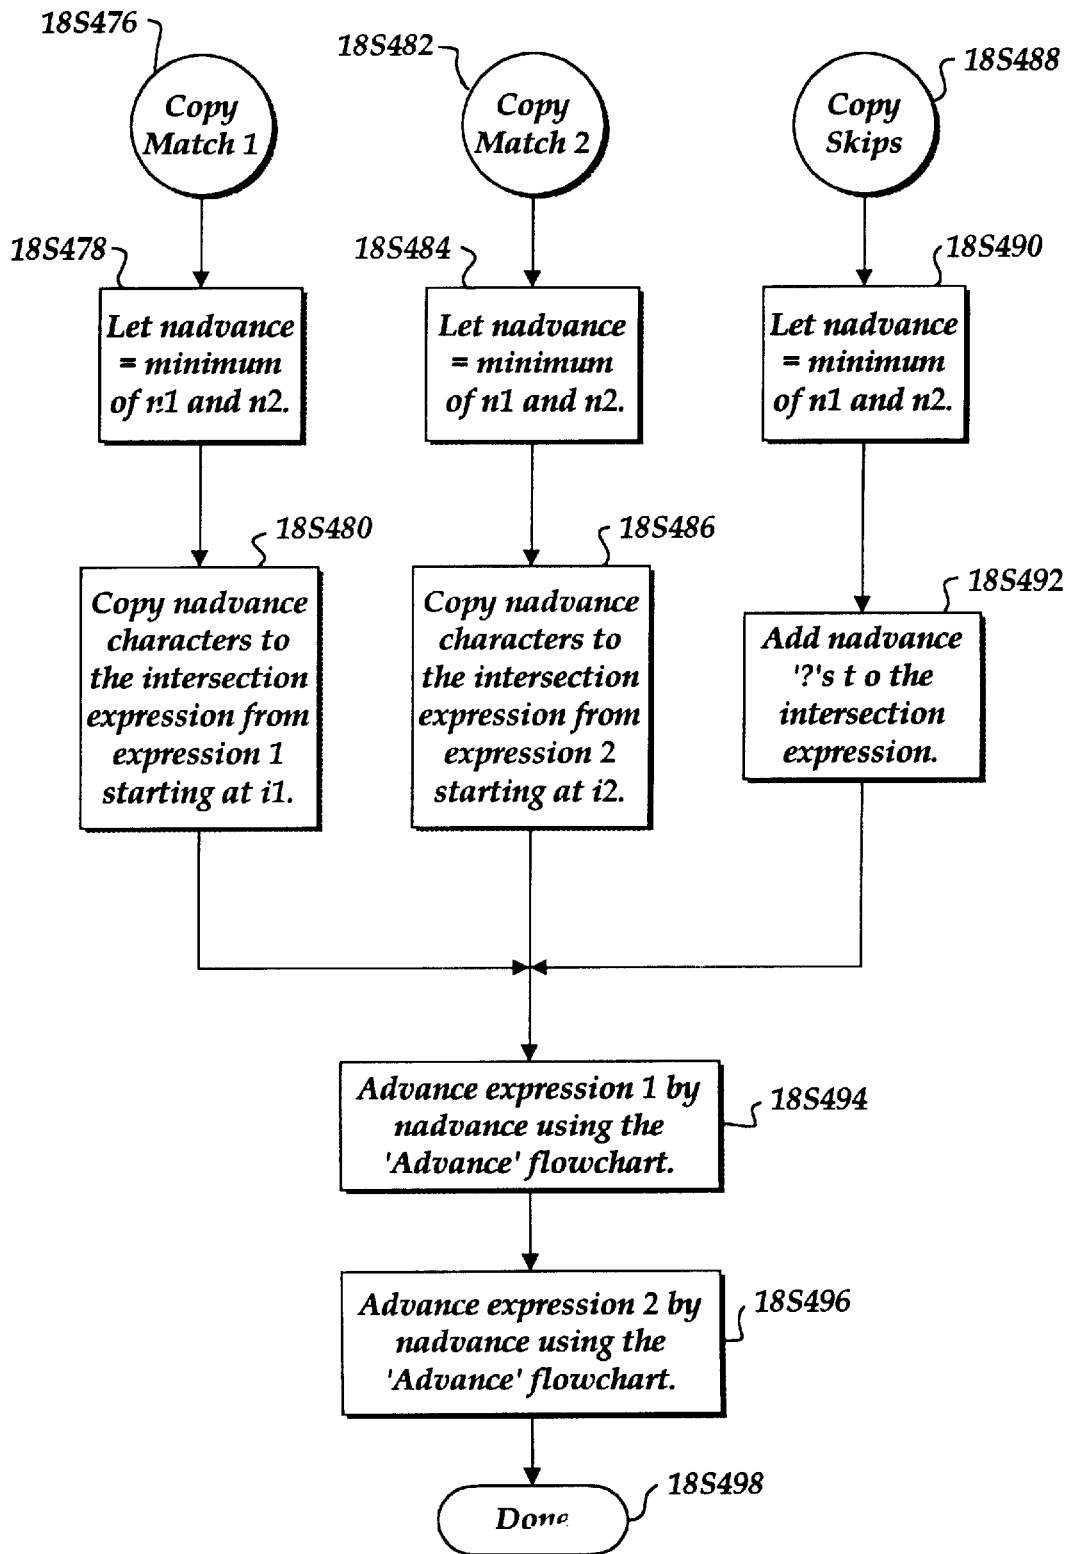 18S476
18S482
18S488
Copy
Match 1
Copy
Match 2
Copy
Skips
18S478
18S484
18S490
Let nadvance
= minimum
of n1 and n2.
Let nadvance
= minimum
of n1 and n2.
Let nadvance
= minimum
of n1 and n2.
18S480
18S486
18S492
Copy nadvance
characters to
the intersection
expression from
expression 1
starting at i1.
Copy nadvance
characters to
the intersection
expression from
expression 2
starting at i2.
Add nadvance
'?'s t o the
intersection
expression.
Advance expression 1 by
nadvance using the
'Advance' flowchart.
18S494
Advance expression 2 by
nadvance using the
'Advance' flowchart.
18S496
Done
18S498